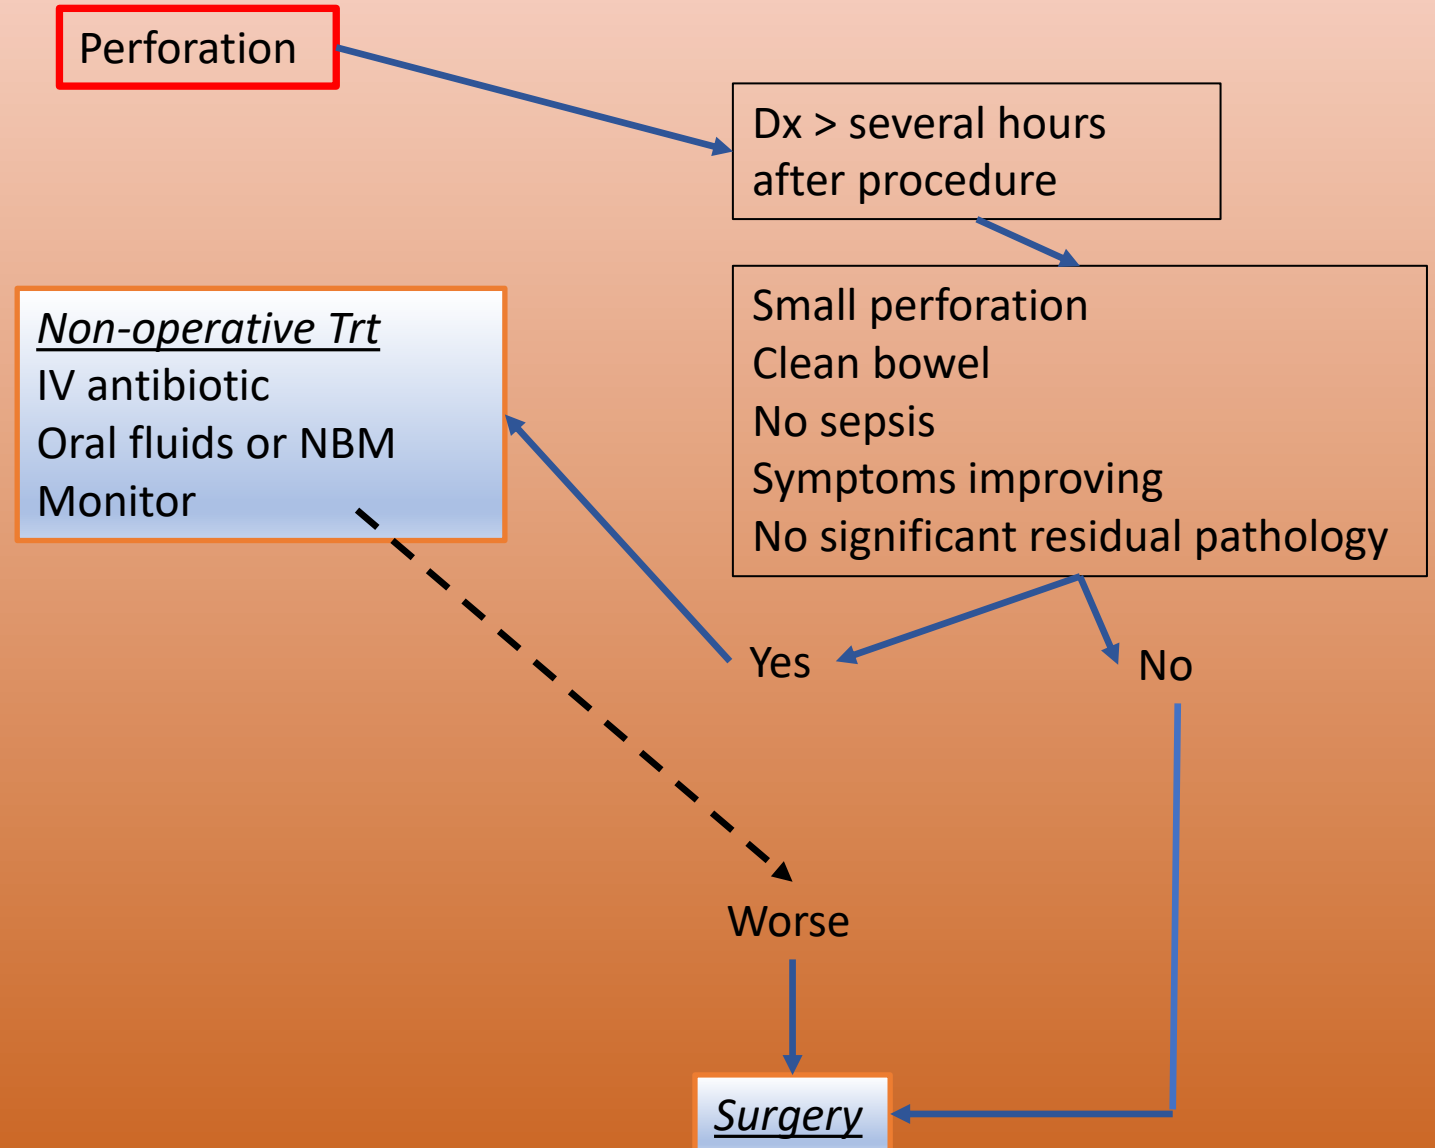 Perforation
Dx > several hours
after procedure
Small perforation
Clean bowel
No sepsis
Symptoms improving
No significant residual pathology
Non-operative Trt
IV antibiotic
Oral fluids or NBM
Monitor
Yes
No
Worse
Surgery